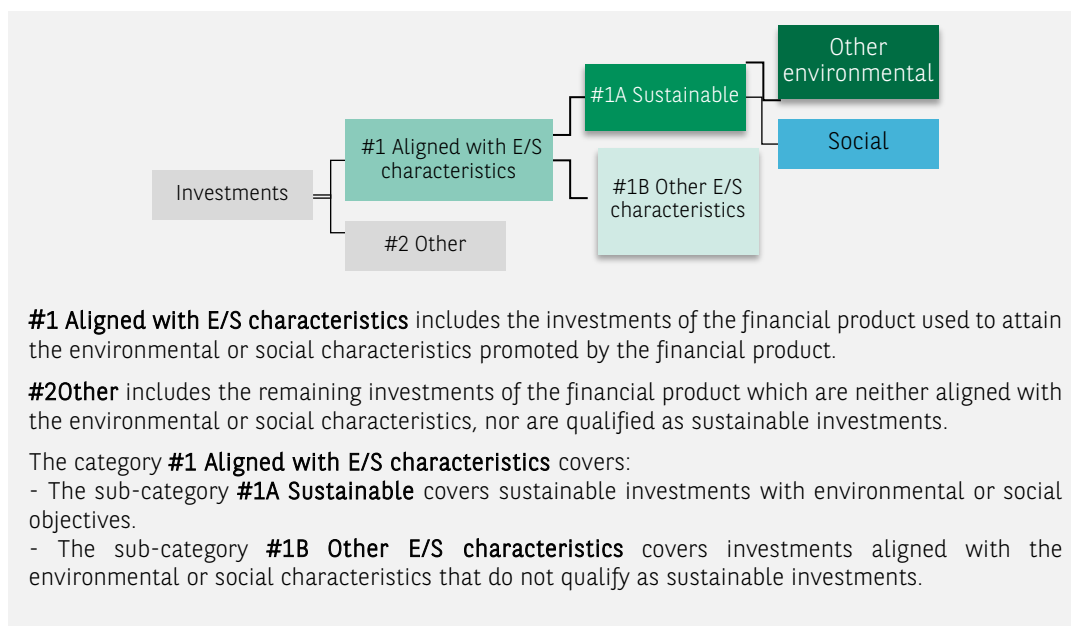 Other
environmental
#1A Sustainable
Social
#1 Aligned with E/S
characteristics
#1B Other E/S
characteristics
Investments
#2 Other
#1 Aligned with E/S characteristics includes the investments of the financial product used to attain
the environmental or social characteristics promoted by the financial product.
#2Other includes the remaining investments of the financial product which are neither aligned with
the environmental or social characteristics, nor are qualified as sustainable investments.
The category #1 Aligned with E/S characteristics covers:
- The sub-category #1A Sustainable covers sustainable investments with environmental or social
objectives.
- The sub-category #1B Other E/S characteristics covers investments aligned with the
environmental or social characteristics that do not qualify as sustainable investments.